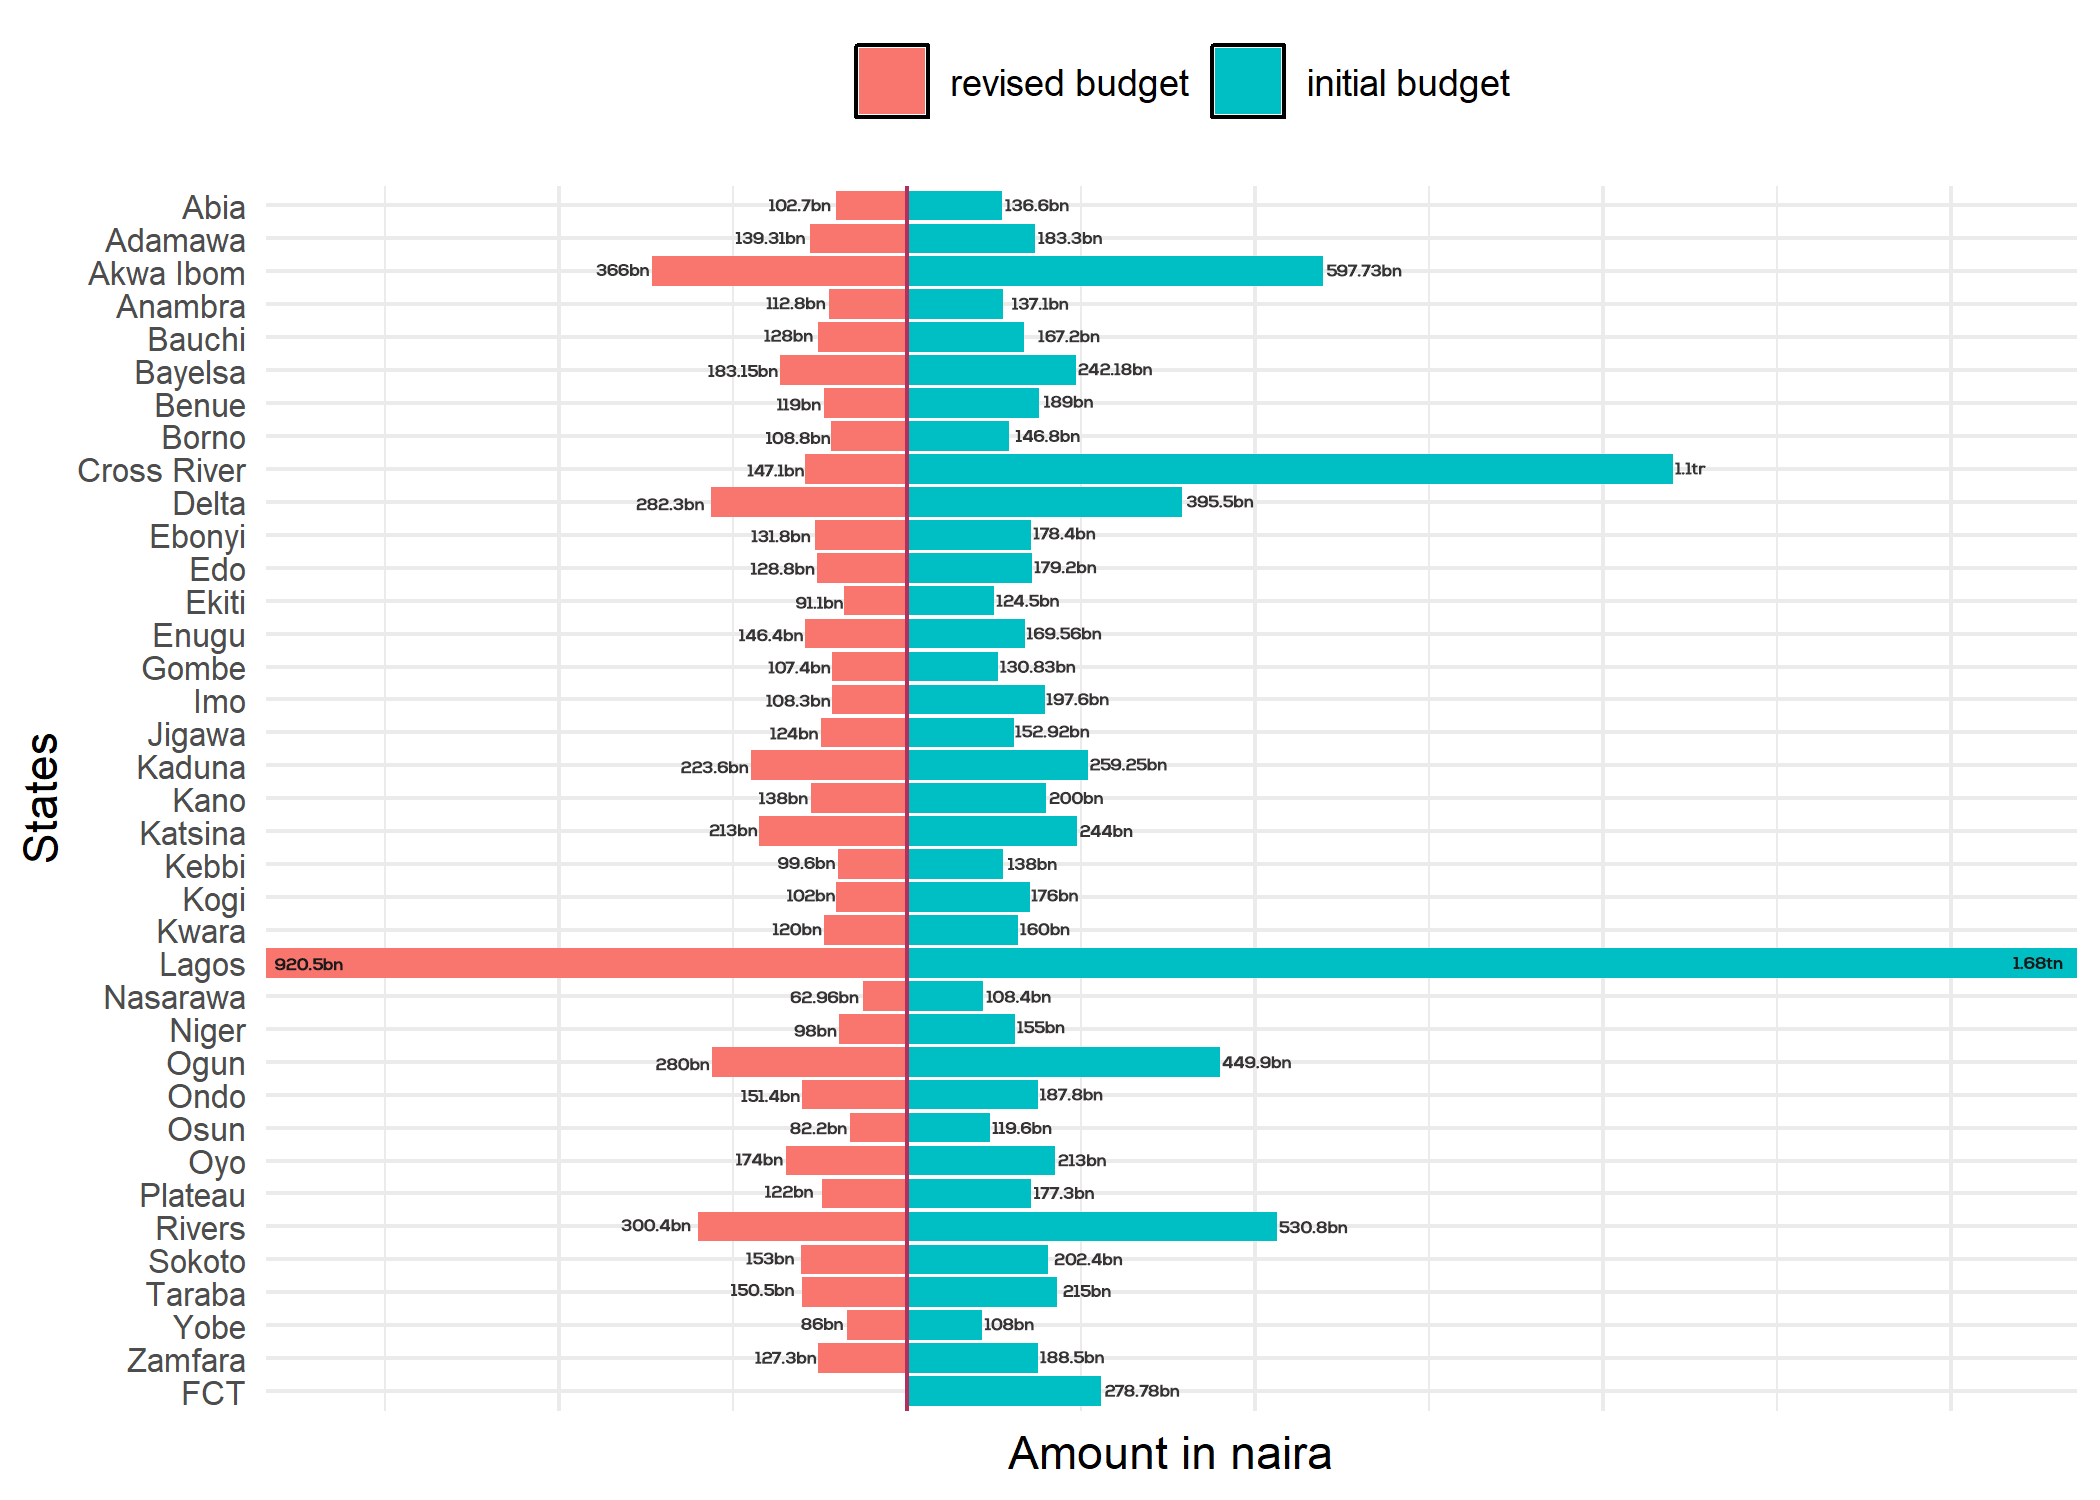 revised budget initial budget
Abia 102.7bn 136.6bn
Adamawa 139.31bn 183.3bn
Akwa Ibom 366bn 597.73bn
Anambra 112.8bn 137.1bn
Bauchi 128bn 167.2bn
Bayelsa 183.15bn 242.18bn
Benue 119bn 189bn
Borno 108.8bn 146.8bn
Cross River 147.1bn 1.1tr
Delta 282.3bn 395.5bn
Ebonyi 131.8bn 178.4bn
Edo 128.8bn 179.2bn
Ekiti 91.1bn 124.5bn
Enugu 146.4bn 169.56bn
Gombe 107.4bn 130.83bn
Imo 108.3bn 197.6bn
Jigawa 124bn 152.92bn
Kaduna 223.6bn 259.25bn
Kano 138bn 200bn
Katsina 213bn 244bn
Kebbi 99.6bn 138bn
Kogi 102bn 176bn
Kwara 120bn 160bn
Lagos 920.5bn 1.68tn
Nasarawa 62.96bn 108.4bn
Niger 98bn 155bn
Ogun 280bn 449.9bn
Ondo 151.4bn 187.8bn
Osun 82.2bn 119.6bn
Oyo 174bn 213bn
Plateau 122bn 177.3bn
Rivers 300.4bn 530.8bn
Sokoto 153bn 202.4bn
Taraba 150.5bn 215bn
Yobe 86bn 108bn
Zamfara 127.3bn 188.5bn
FCT 278.78bn
States
Amount in naira